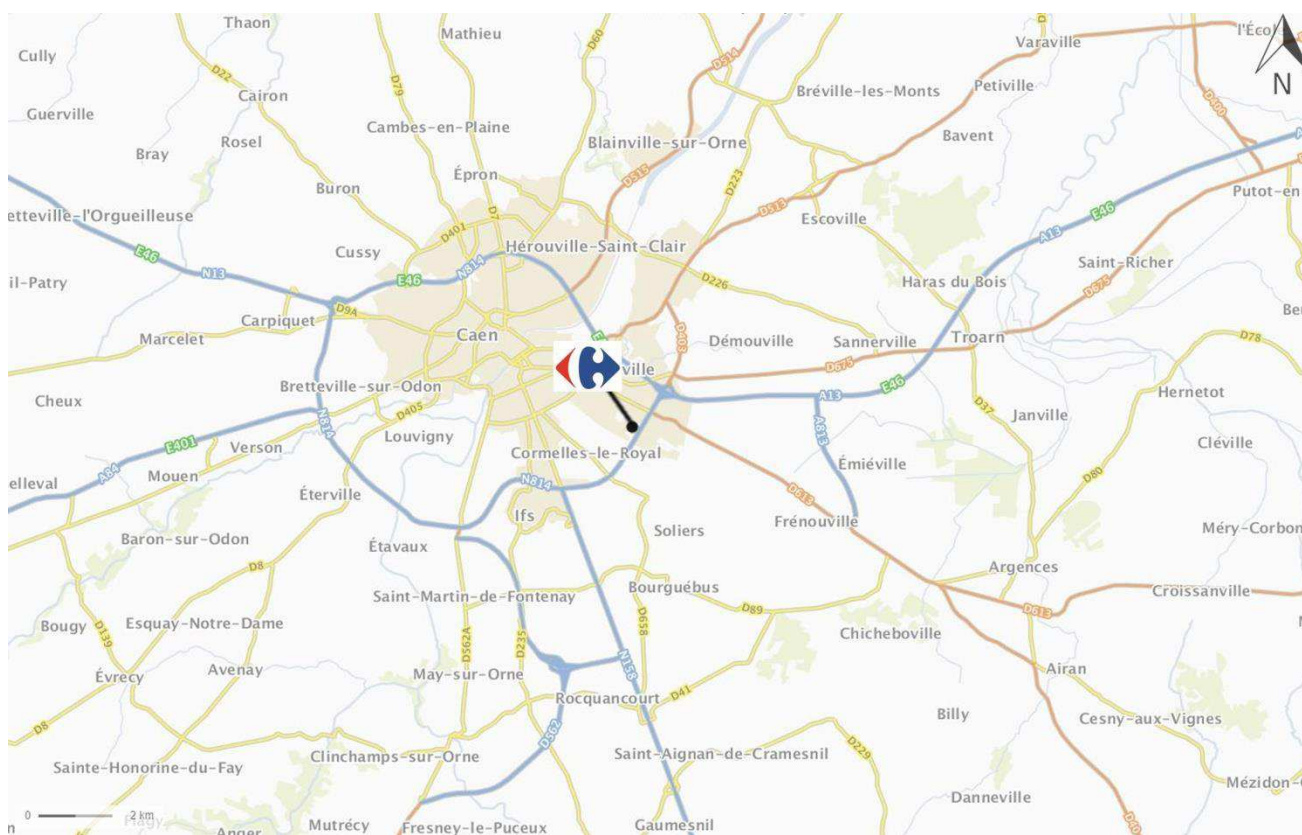 Thaon
Mathieu
D60
D514
Varaville
l'École
Cully
D22
D79
Cairon
Bréville-les-Monts
Petiville
N
Guerville
Cambes-en-Plaine
D400
Rosel
Blainville-sur-Orne
Bavent
Bray
Épron
D515
D223
Buron
D7
D513
Putot-en
etteville-l'Orgueilleuse
D401
Escoville
E46
A13
Cussy
Hérouville-Saint-Clair
E46
N13
E46
N814
D226
Haras du Bois
Saint-Richer
il-Patry
D675
Carpiquet
D9A
Caen
Démouville
Sannerville
Troarn
D78
Marcelet
D403
ville
D675
Bretteville-sur-Odon
A13
E46
Hernetot
Cheux
D405
N814
Louvigny
A813
D37
Janville
E401
Verson
Cormelles-le-Royal
Cléville
A84
Mouen
Émiéville
D80
elleval
Éterville
N814
D613
Ifs
Frénouville
Soliers
Méry-Corbon
Baron-sur-Odon
Étavaux
D8
Argences
Saint-Martin-de-Fontenay
Bourguébus
Croissanville
D89
D613
Bougy
D139
Esquay-Notre-Dame
D562A
D235
D658
Chicheboville
Évrecy
Avenay
May-sur-Orne
N158
Airan
Rocquancourt
D41
Billy
Cesny-aux-Vignes
D8
D562
Clinchamps-sur-Orne
Saint-Aignan-de-Cramesnil
D229
Sainte-Honorine-du-Fay
Mézidon-C
Danneville
0 2 km
Mutrécy
Fresney-le-Puceux
Gaumesnil
D40